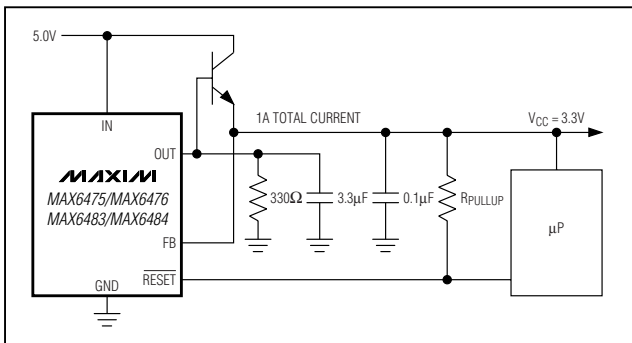 5.0V
IN
OUT
1A TOTAL CURRENT
VCC = 3.3V
MAXIM
MAX6475/MAX6476
MAX6483/MAX6484
330Ω
3.3µF
0.1µF
RPULLUP
µP
FB
GND
RESET